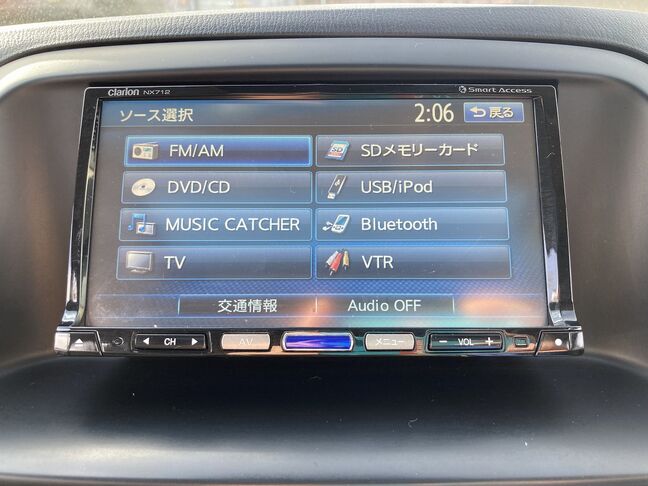 Clarion NX712 Smart Access
ソース選択 2:06 戻る
FM/AM SDメモリーカード
DVD/CD USB/iPod
MUSIC CATCHER Bluetooth
TV VTR
交通情報 Audio OFF
CH AV メニュー VOL